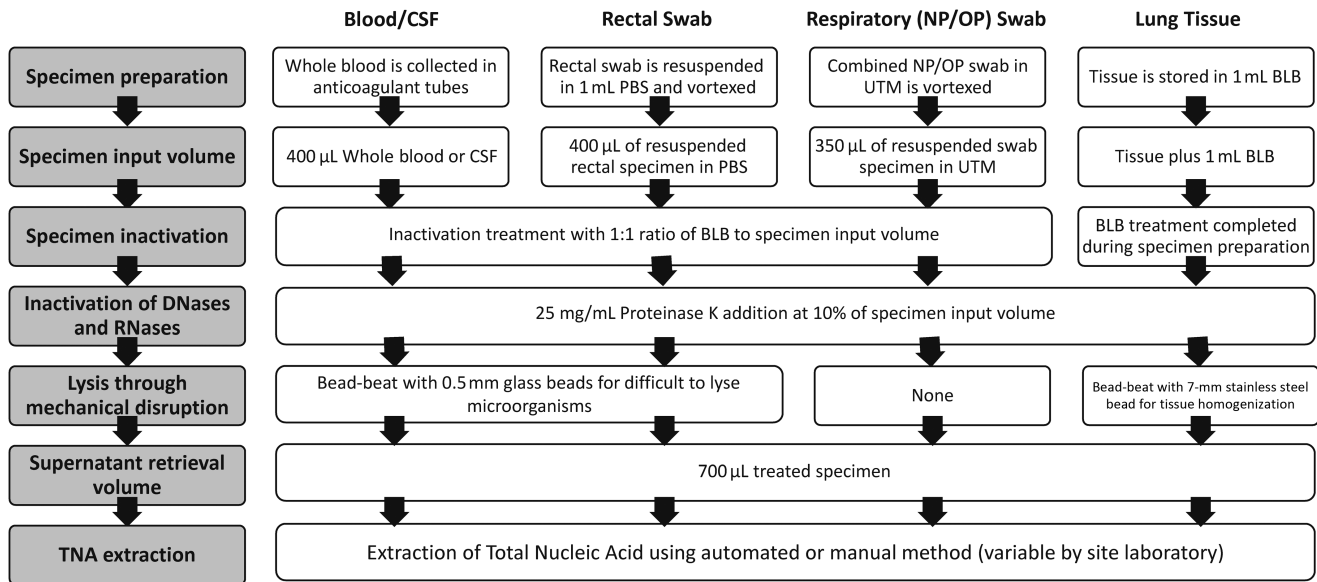 Blood/CSF
Rectal Swab
Respiratory (NP/OP) Swab
Lung Tissue
Specimen preparation
Whole blood is collected in
anticoagulant tubes
Rectal swab is resuspended
in 1 mL PBS and vortexed
Combined NP/OP swab in
UTM is vortexed
Tissue is stored in 1 mL BLB
Specimen input volume
400 µL Whole blood or CSF
400 µL of resuspended
rectal specimen in PBS
350 µL of resuspended swab
specimen in UTM
Tissue plus 1 mL BLB
Specimen inactivation
Inactivation treatment with 1:1 ratio of BLB to specimen input volume
BLB treatment completed
during specimen preparation
Inactivation of DNases
and RNases
25 mg/mL Proteinase K addition at 10% of specimen input volume
Lysis through
mechanical disruption
Bead-beat with 0.5 mm glass beads for difficult to lyse
microorganisms
None
Bead-beat with 7-mm stainless steel
bead for tissue homogenization
Supernatant retrieval
volume
700 µL treated specimen
TNA extraction
Extraction of Total Nucleic Acid using automated or manual method (variable by site laboratory)